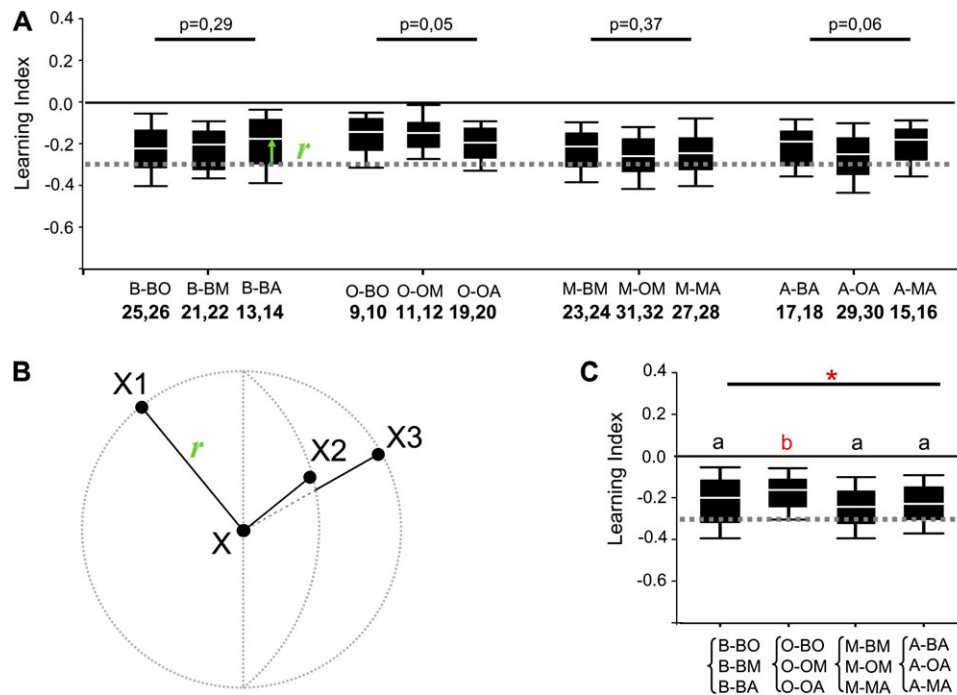 A
p=0,29 p=0,05 p=0,37 p=0,06
Learning Index
0.4
0.2
0.0
-0.2
-0.4
-0.6
r
B-BO B-BM B-BA O-BO O-OM O-OA M-BM M-OM M-MA A-BA A-OA A-MA
25,26 21,22 13,14 9,10 11,12 19,20 23,24 31,32 27,28 17,18 29,30 15,16
B
X1
r
X2
X3
X
C
*
Learning Index
0.4
0.2
0.0
-0.2
-0.4
-0.6
a b a a
B-BO O-BO M-BM A-BA
B-BM O-OM M-OM A-OA
B-BA O-OA M-MA A-MA